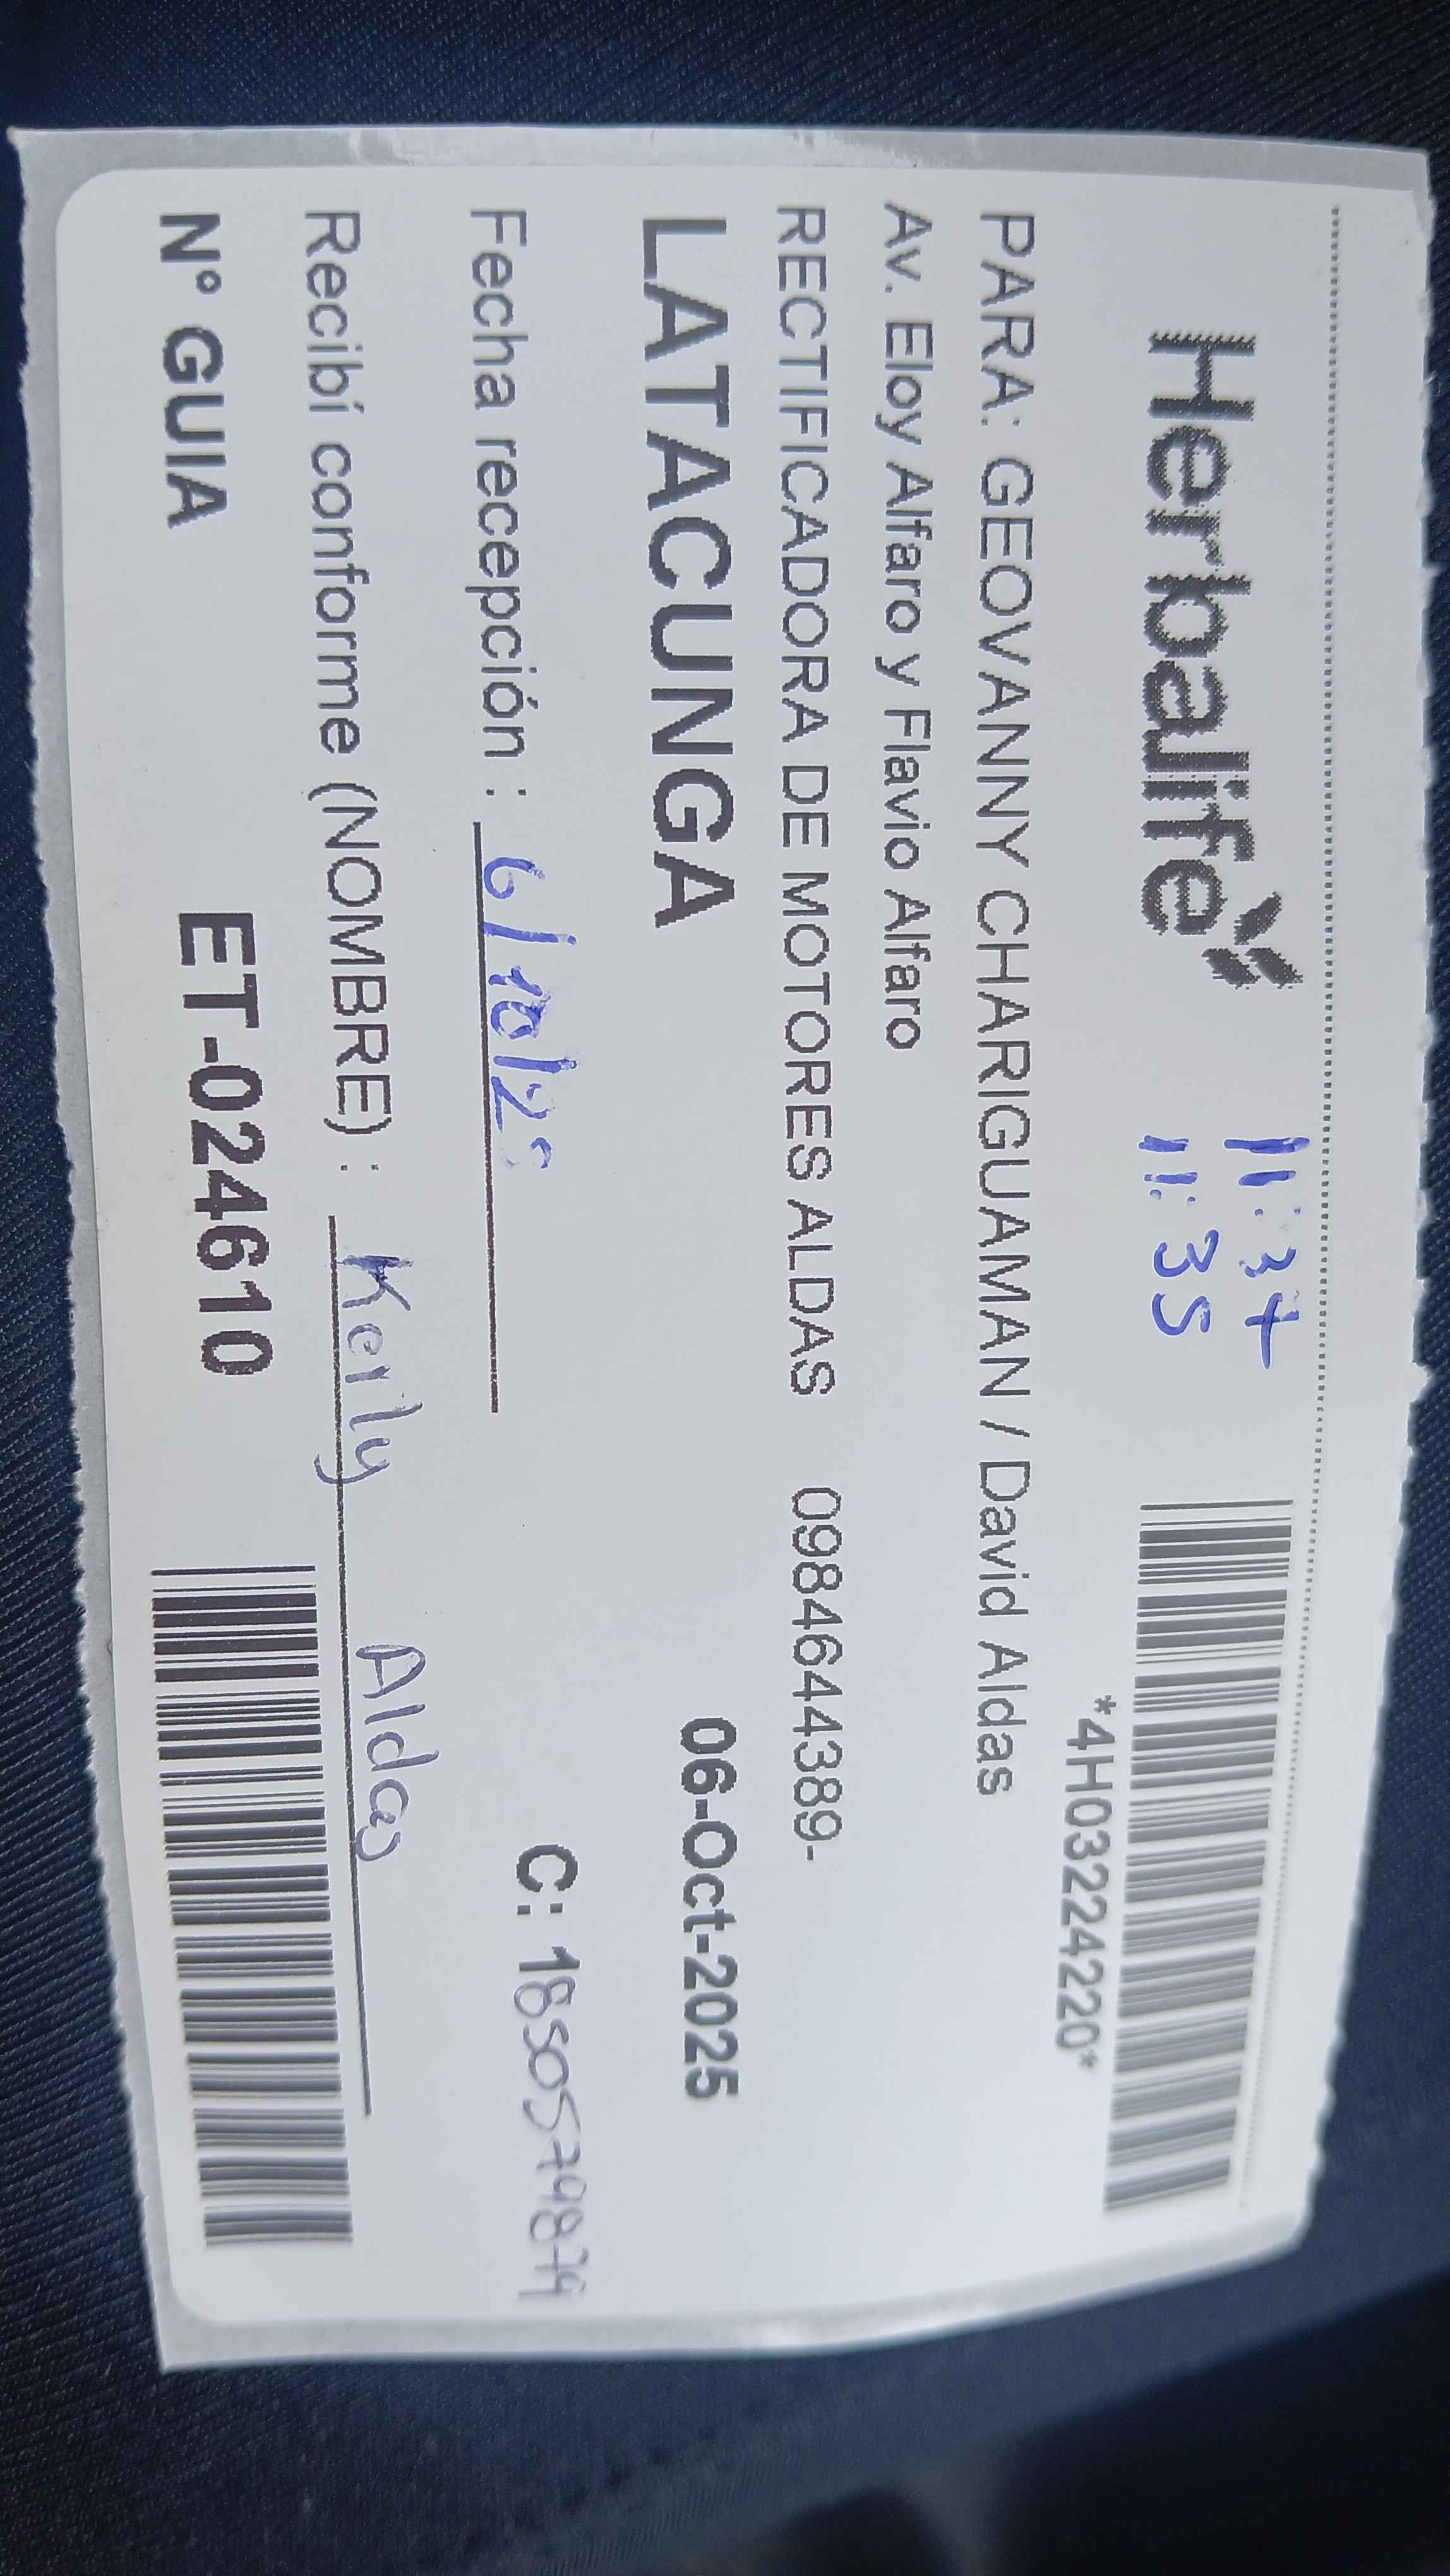 Herbalife
11:34
11:35
*4H03224220*
PARA: GEOVANNY CHARIGUAMAN / David Aldas
Av. Eloy Alfaro y Flavio Alfaro
RECTIFICADORA DE MOTORES ALDAS 0984644389-
LATACUNGA 06-Oct-2025
Fecha recepción : 6/10/25 C: 1850579879
Recibí conforme (NOMBRE) : Kerly Aldas
N° GUIA ET-024610